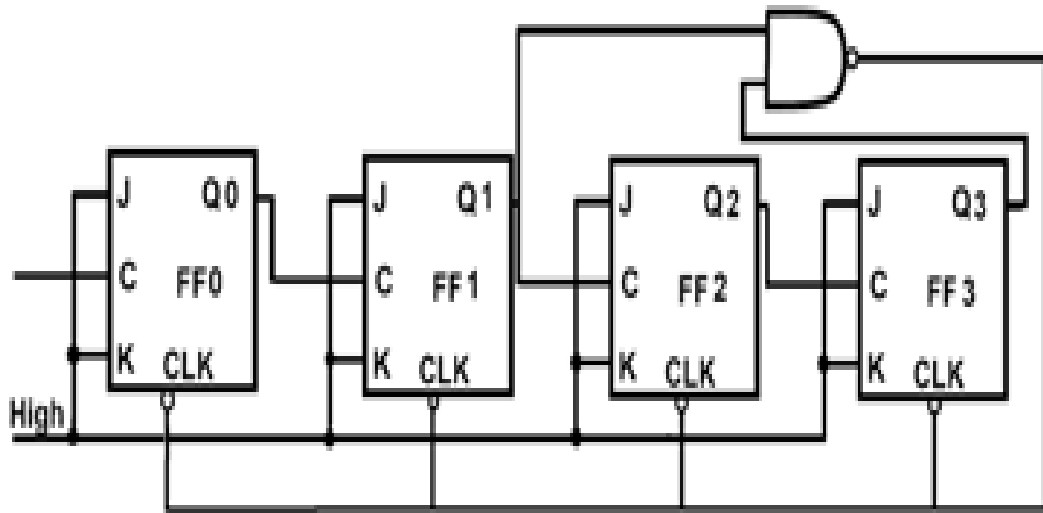 J Q0 J Q1 J Q2 J Q3
C FF0 C FF1 C FF2 C FF3
K CLK K CLK K CLK K CLK
High